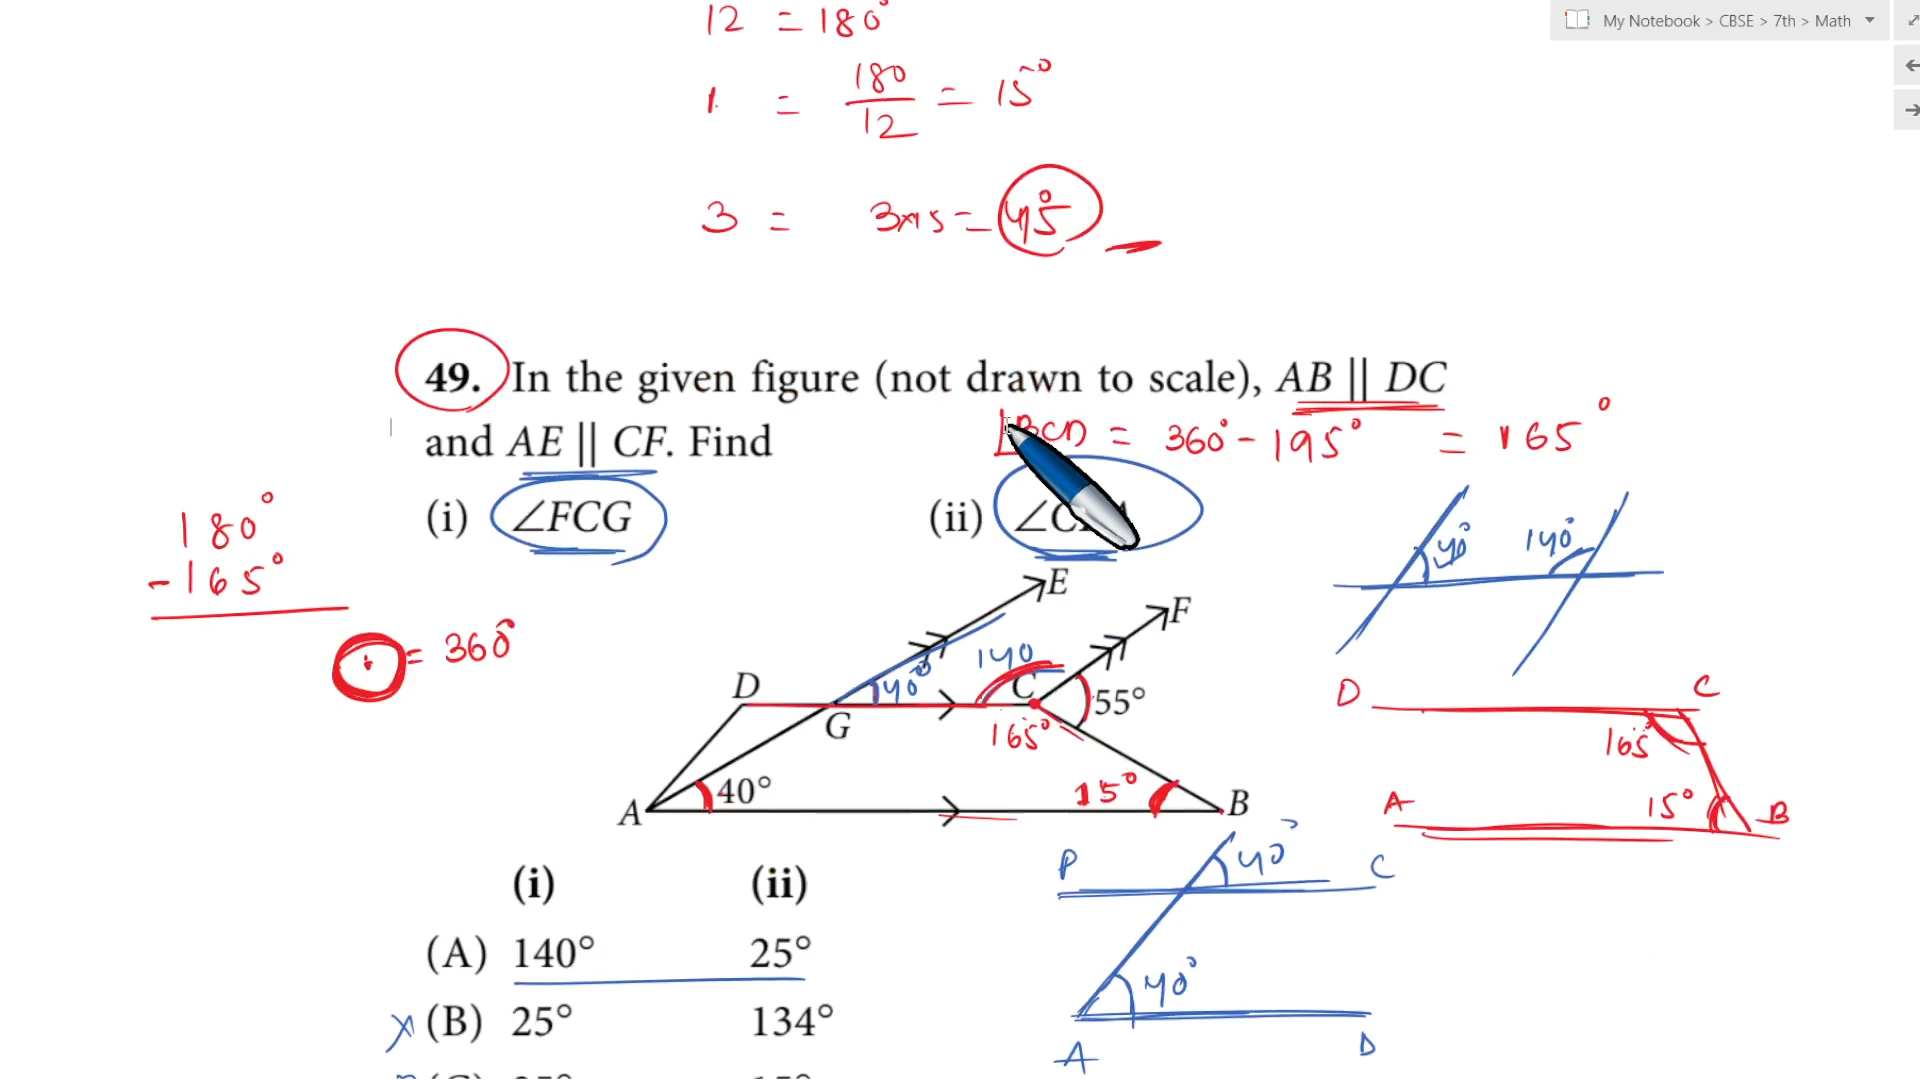 12 = 180°
My Notebook > CBSE > 7th > Math
1 = 180/12 = 15°
3 = 3×15 = 45°
49. In the given figure (not drawn to scale), AB || DC
and AE || CF. Find
∠BCD = 360° - 195° = 165°
(i) ∠FCG (ii)
180°
-165°
= 360°
40° 140°
E
F
D
C
140
40°
55°
G
165°
A
40°
15°
B
D C
165°
A 15° B
P 40° C
40°
A D
(i) (ii)
(A) 140° 25°
x (B) 25° 134°